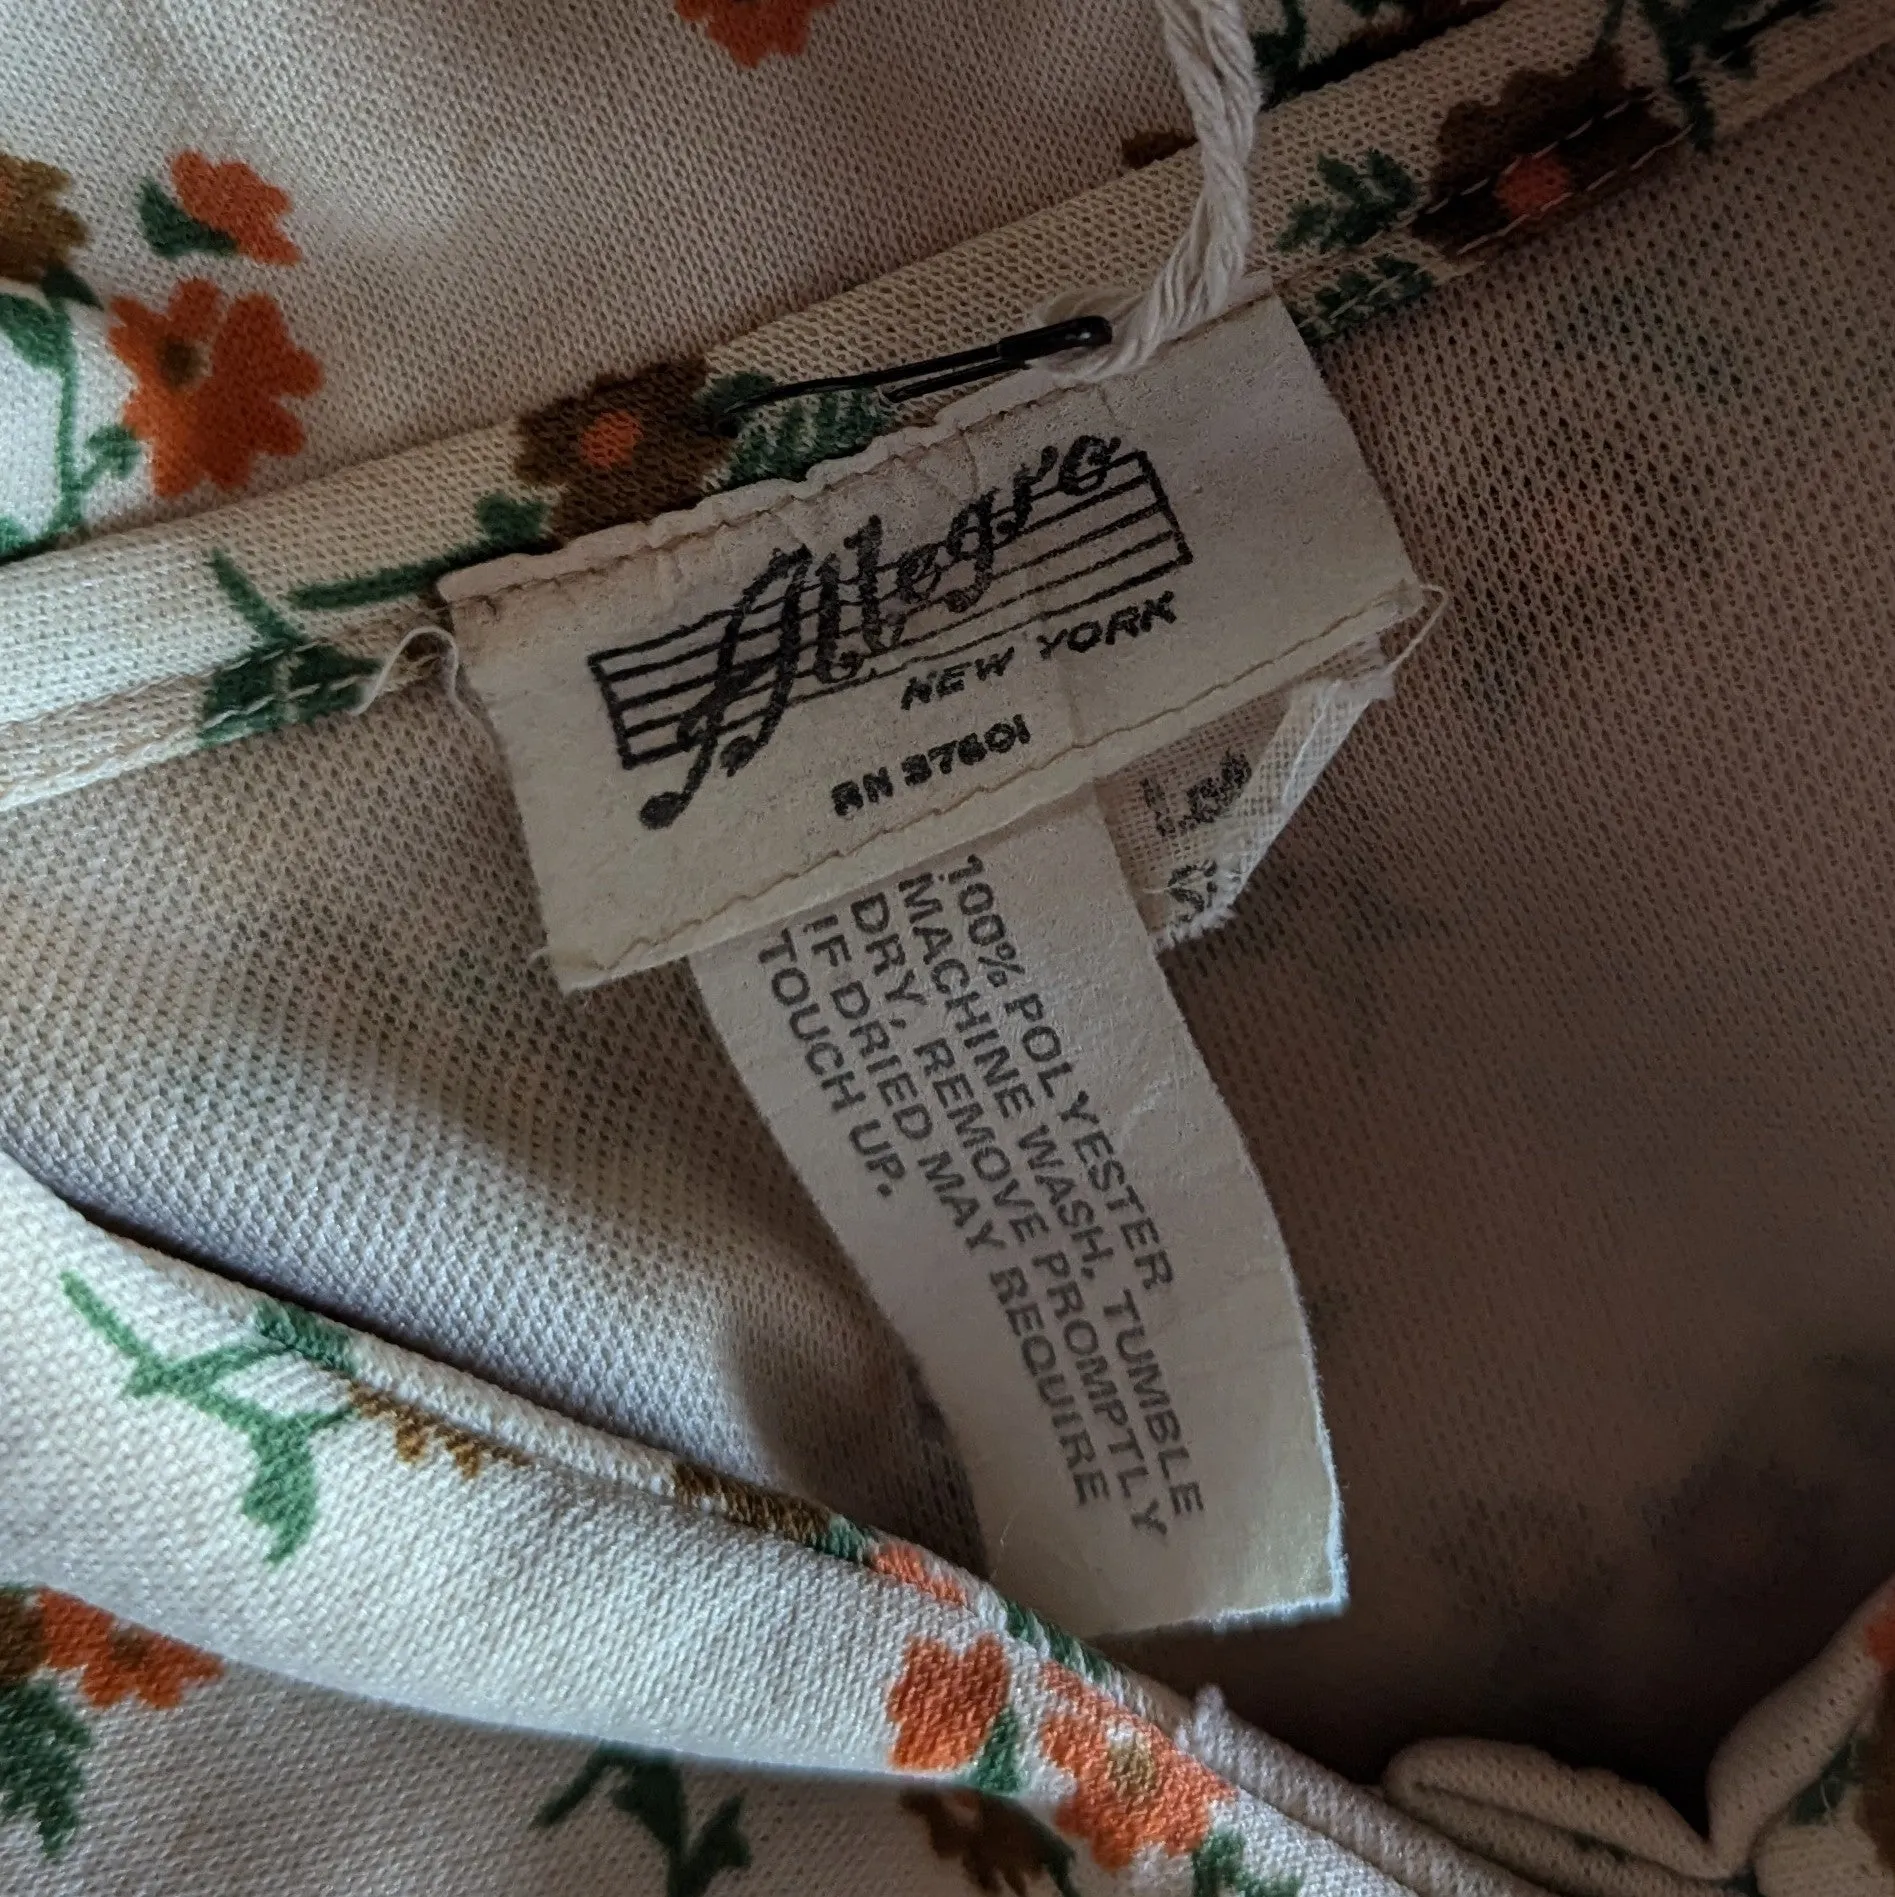 Allegro
NEW YORK
RN 37601
100% POLYESTER
MACHINE WASH, TUMBLE
DRY, REMOVE PROMPTLY
IF DRIED MAY REQUIRE
TOUCH UP.